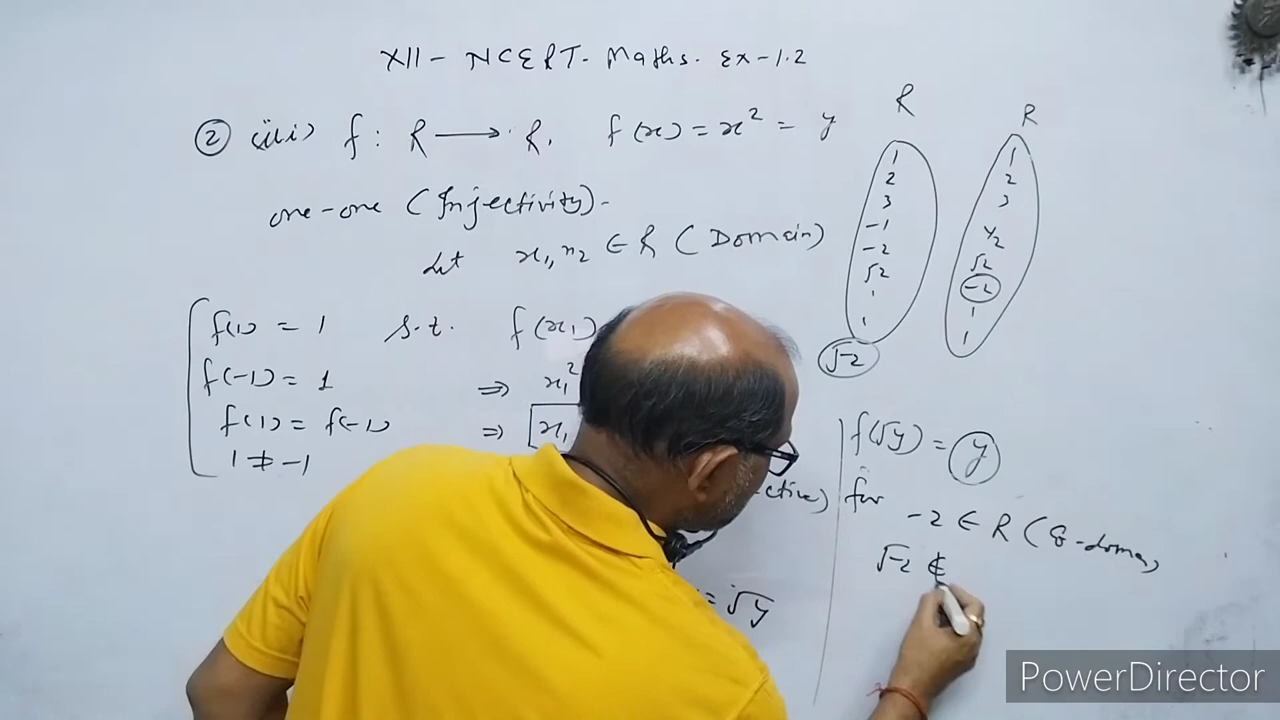 XII - NCERT. Maths. Ex-1.2
② (iii) f : R ⟶ R. f(x) = x² = y
one-one (Injectivity).
Let x₁, x₂ ∈ R (Domain)
f(1) = 1 s.t. f(x₁)
f(-1) = 1 ⇒ x₁²
f(1) = f(-1) ⇒ x₁
1 ≠ -1
ctive)
= √y
R
1
2
3
-1
-2
√2
√-2
R
1
2
3
√2
-2
f(√y) = y
for -2 ∈ R (co-domain
√-2 ∉
PowerDirector